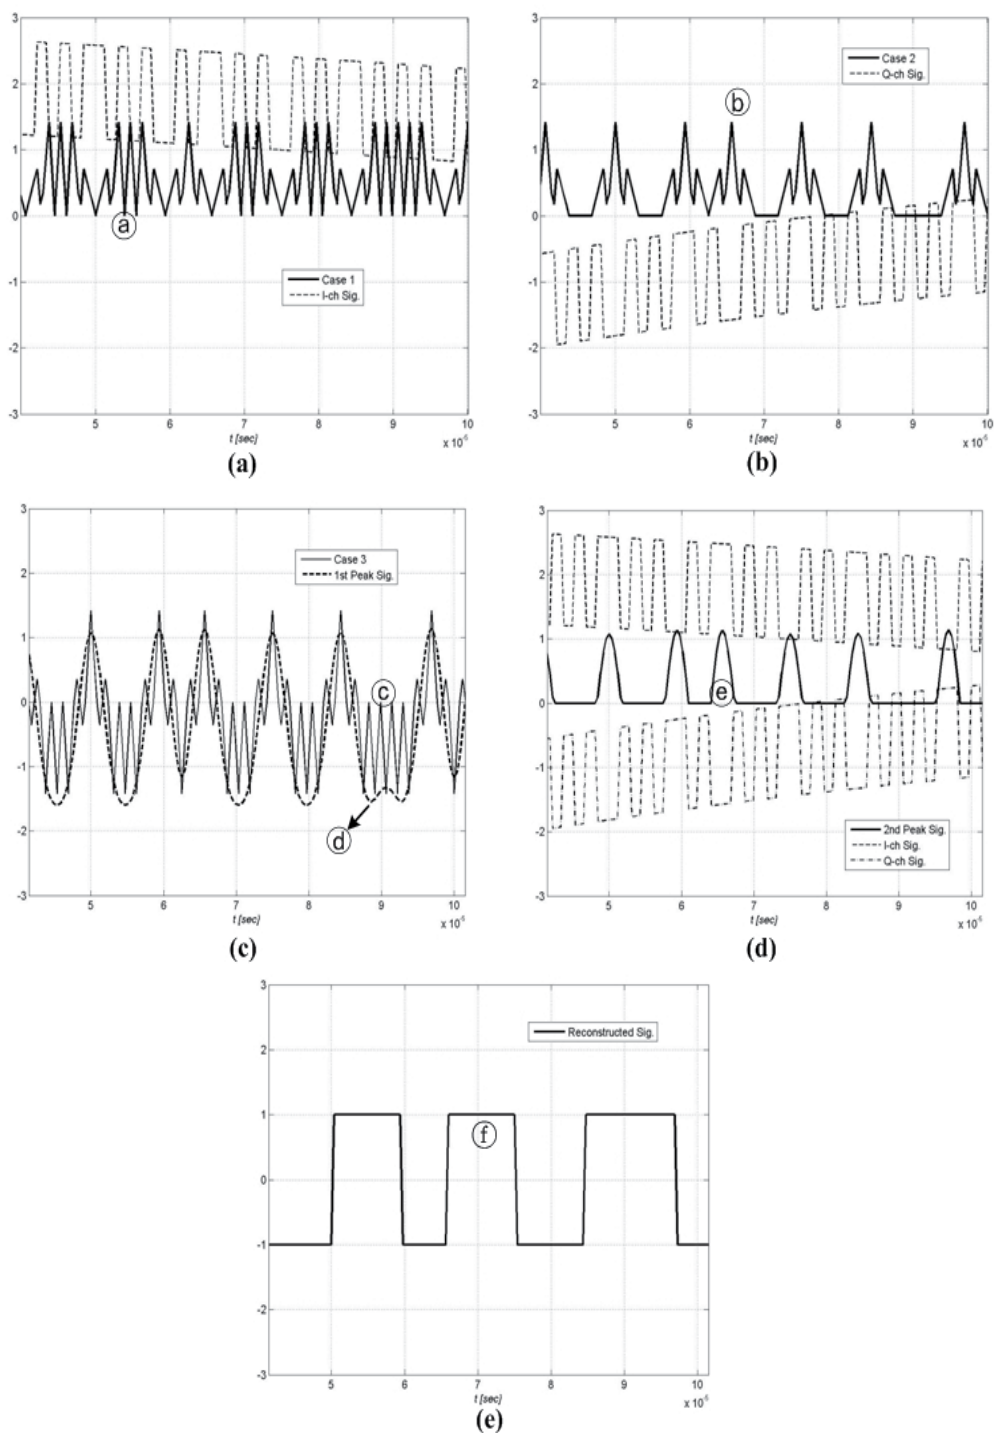 3
2
1
0
-1
-2
-3
ⓐ
Case 1
I-ch Sig.
5 6 7 8 9 10
t [sec]
x 10⁻⁵
(a)
3
2
1
0
-1
-2
-3
ⓑ
Case 2
Q-ch Sig.
5 6 7 8 9 10
t [sec]
x 10⁻⁵
(b)
3
2
1
0
-1
-2
-3
Case 3
1st Peak Sig.
ⓒ
ⓓ
5 6 7 8 9 10
t [sec]
x 10⁻⁵
(c)
3
2
1
0
-1
-2
-3
ⓔ
2nd Peak Sig.
I-ch Sig.
Q-ch Sig.
5 6 7 8 9 10
t [sec]
x 10⁻⁵
(d)
3
2
1
0
-1
-2
-3
Reconstructed Sig.
ⓕ
5 6 7 8 9 10
t [sec]
x 10⁻⁵
(e)